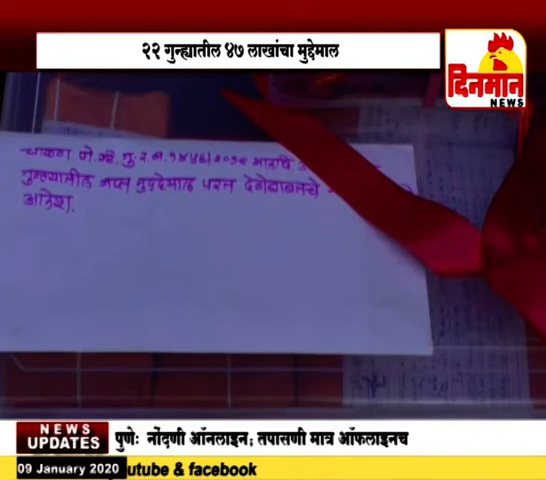 २२ गुन्ह्यातील ४७ लाखांचा मुद्देमाल
दिनमान
NEWS
चाकण पो. स्टे. गु. र. नं.
गुन्ह्यातील जप्त मुद्देमाल परत देणेबाबतचे
आदेश.
NEWS
UPDATES
पुणेः नोंदणी ऑनलाइन; तपासणी मात्र ऑफलाइनच
09 January 2020
utube & facebook